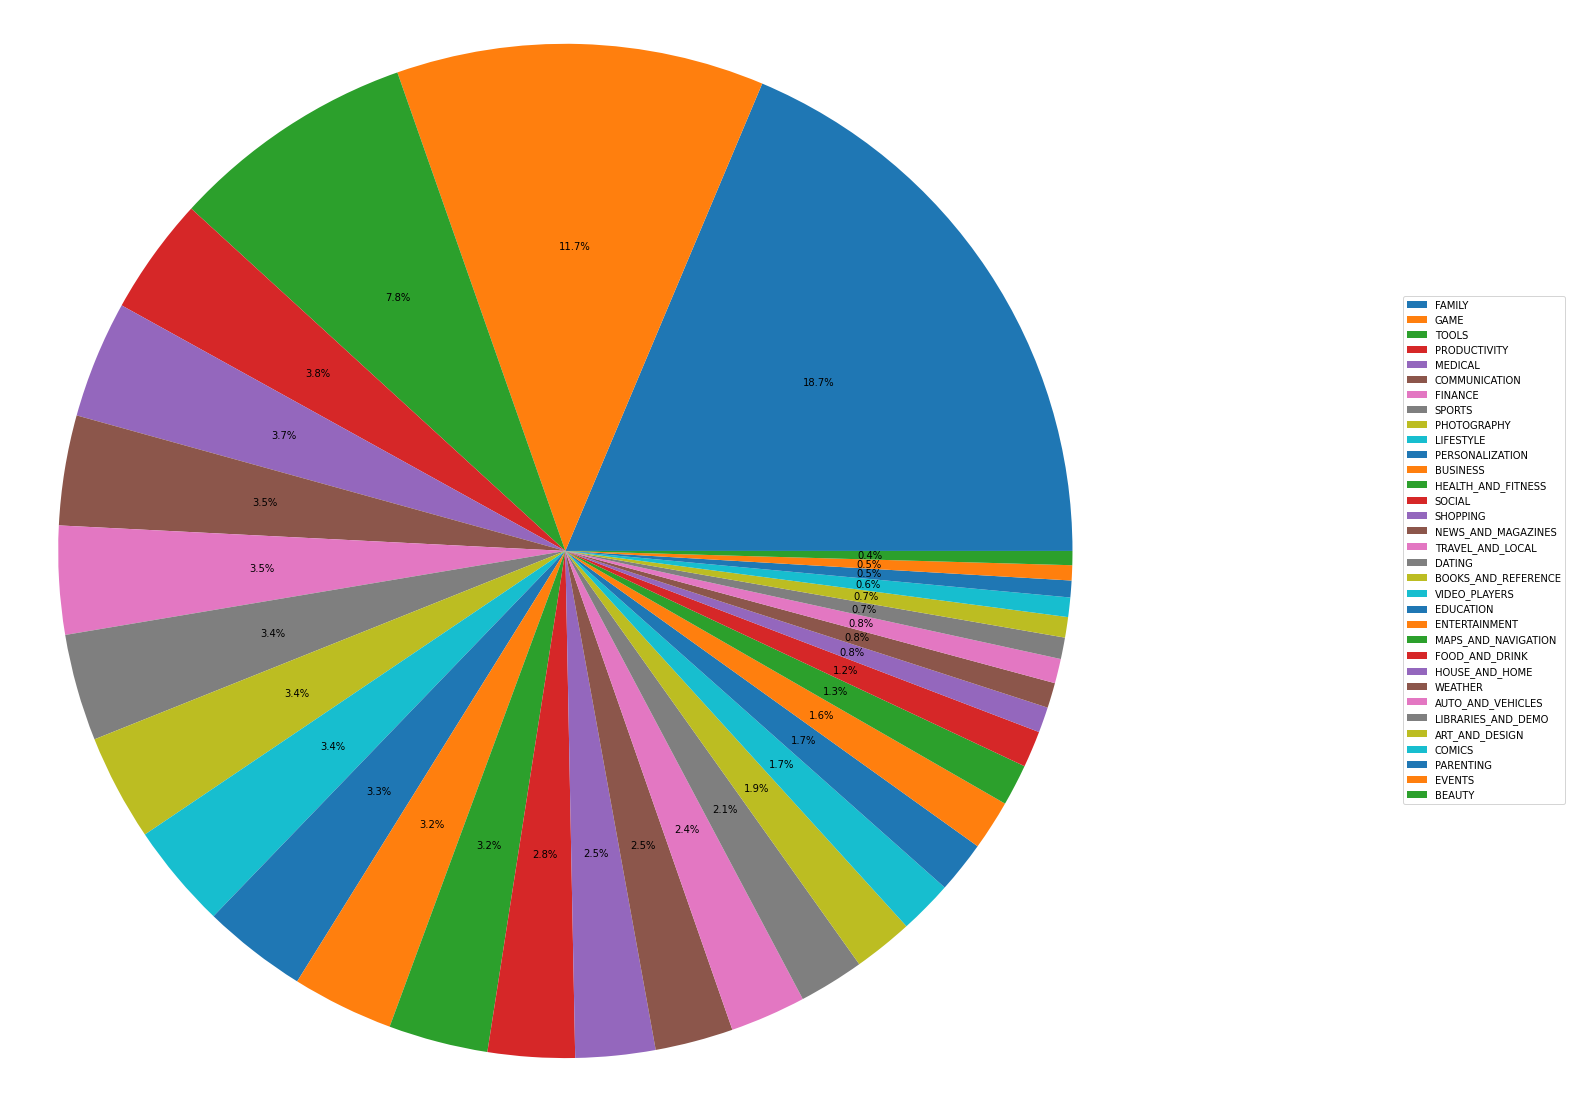 11.7%
7.8%
3.8%
18.7%
3.7%
3.5%
3.5%
3.4%
3.4%
3.4%
3.3%
3.2%
3.2%
2.8%
2.5%
2.5%
2.4%
2.1%
1.9%
1.7%
1.7%
1.6%
1.3%
1.2%
0.8%
0.8%
0.8%
0.7%
0.7%
0.6%
0.5%
0.5%
0.4%
FAMILY
GAME
TOOLS
PRODUCTIVITY
MEDICAL
COMMUNICATION
FINANCE
SPORTS
PHOTOGRAPHY
LIFESTYLE
PERSONALIZATION
BUSINESS
HEALTH_AND_FITNESS
SOCIAL
SHOPPING
NEWS_AND_MAGAZINES
TRAVEL_AND_LOCAL
DATING
BOOKS_AND_REFERENCE
VIDEO_PLAYERS
EDUCATION
ENTERTAINMENT
MAPS_AND_NAVIGATION
FOOD_AND_DRINK
HOUSE_AND_HOME
WEATHER
AUTO_AND_VEHICLES
LIBRARIES_AND_DEMO
ART_AND_DESIGN
COMICS
PARENTING
EVENTS
BEAUTY